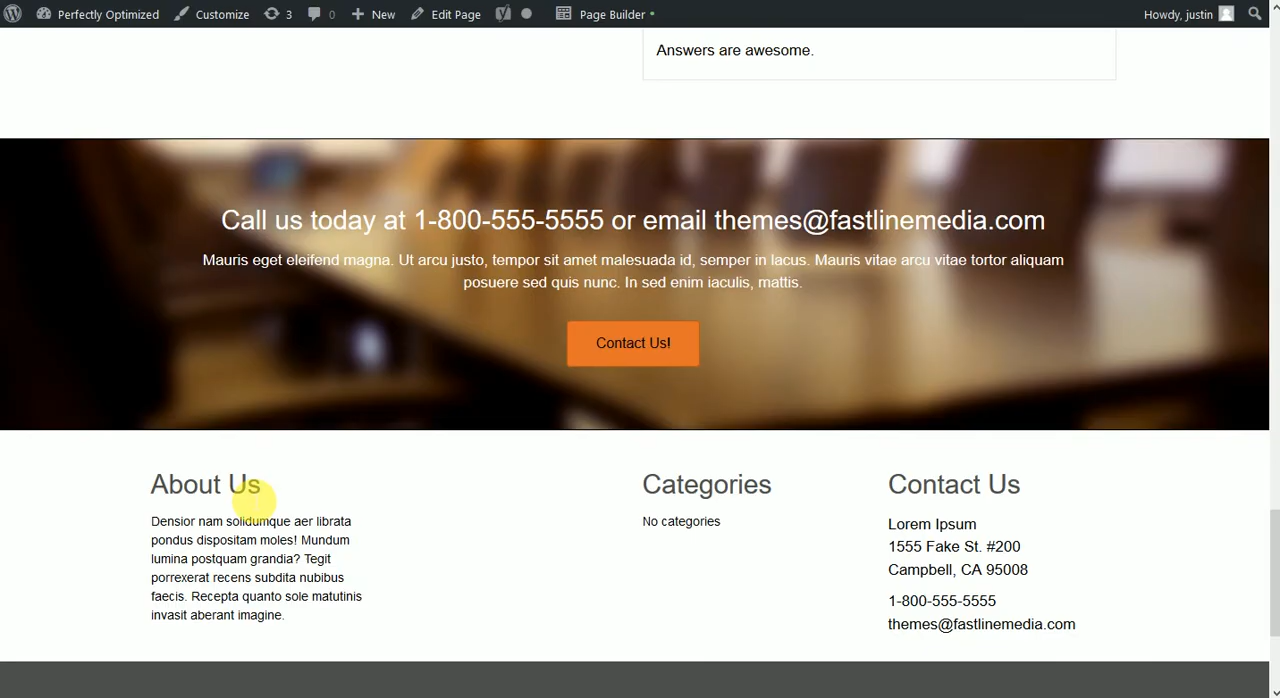 Perfectly Optimized Customize 3 0 New Edit Page Page Builder Howdy, justin
Answers are awesome.
Call us today at 1-800-555-5555 or email themes@fastlinemedia.com
Mauris eget eleifend magna. Ut arcu justo, tempor sit amet malesuada id, semper in lacus. Mauris vitae arcu vitae tortor aliquam
posuere sed quis nunc. In sed enim iaculis, mattis.
Contact Us!
About Us
Densior nam solidumque aer librata
pondus dispositam moles! Mundum
lumina postquam grandia? Tegit
porrexerat recens subdita nubibus
faecis. Recepta quanto sole matutinis
invasit aberant imagine.
Categories
No categories
Contact Us
Lorem Ipsum
1555 Fake St. #200
Campbell, CA 95008
1-800-555-5555
themes@fastlinemedia.com